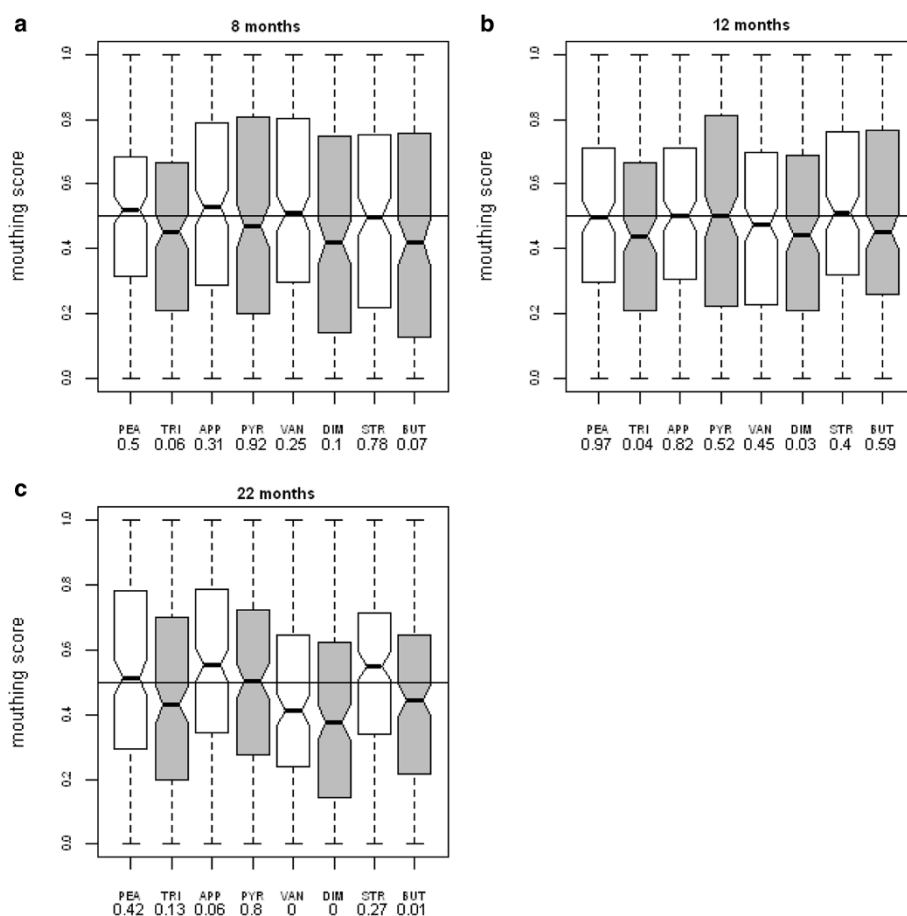 a
8 months
mouthing score
1.0
0.8
0.6
0.4
0.2
0.0
PEA TRI APP PYR VAN DIM STR BUT
0.5 0.06 0.31 0.92 0.25 0.1 0.78 0.07
b
12 months
mouthing score
1.0
0.8
0.6
0.4
0.2
0.0
PEA TRI APP PYR VAN DIM STR BUT
0.97 0.04 0.82 0.52 0.45 0.03 0.4 0.59
c
22 months
mouthing score
1.0
0.8
0.6
0.4
0.2
0.0
PEA TRI APP PYR VAN DIM STR BUT
0.42 0.13 0.06 0.8 0 0 0.27 0.01